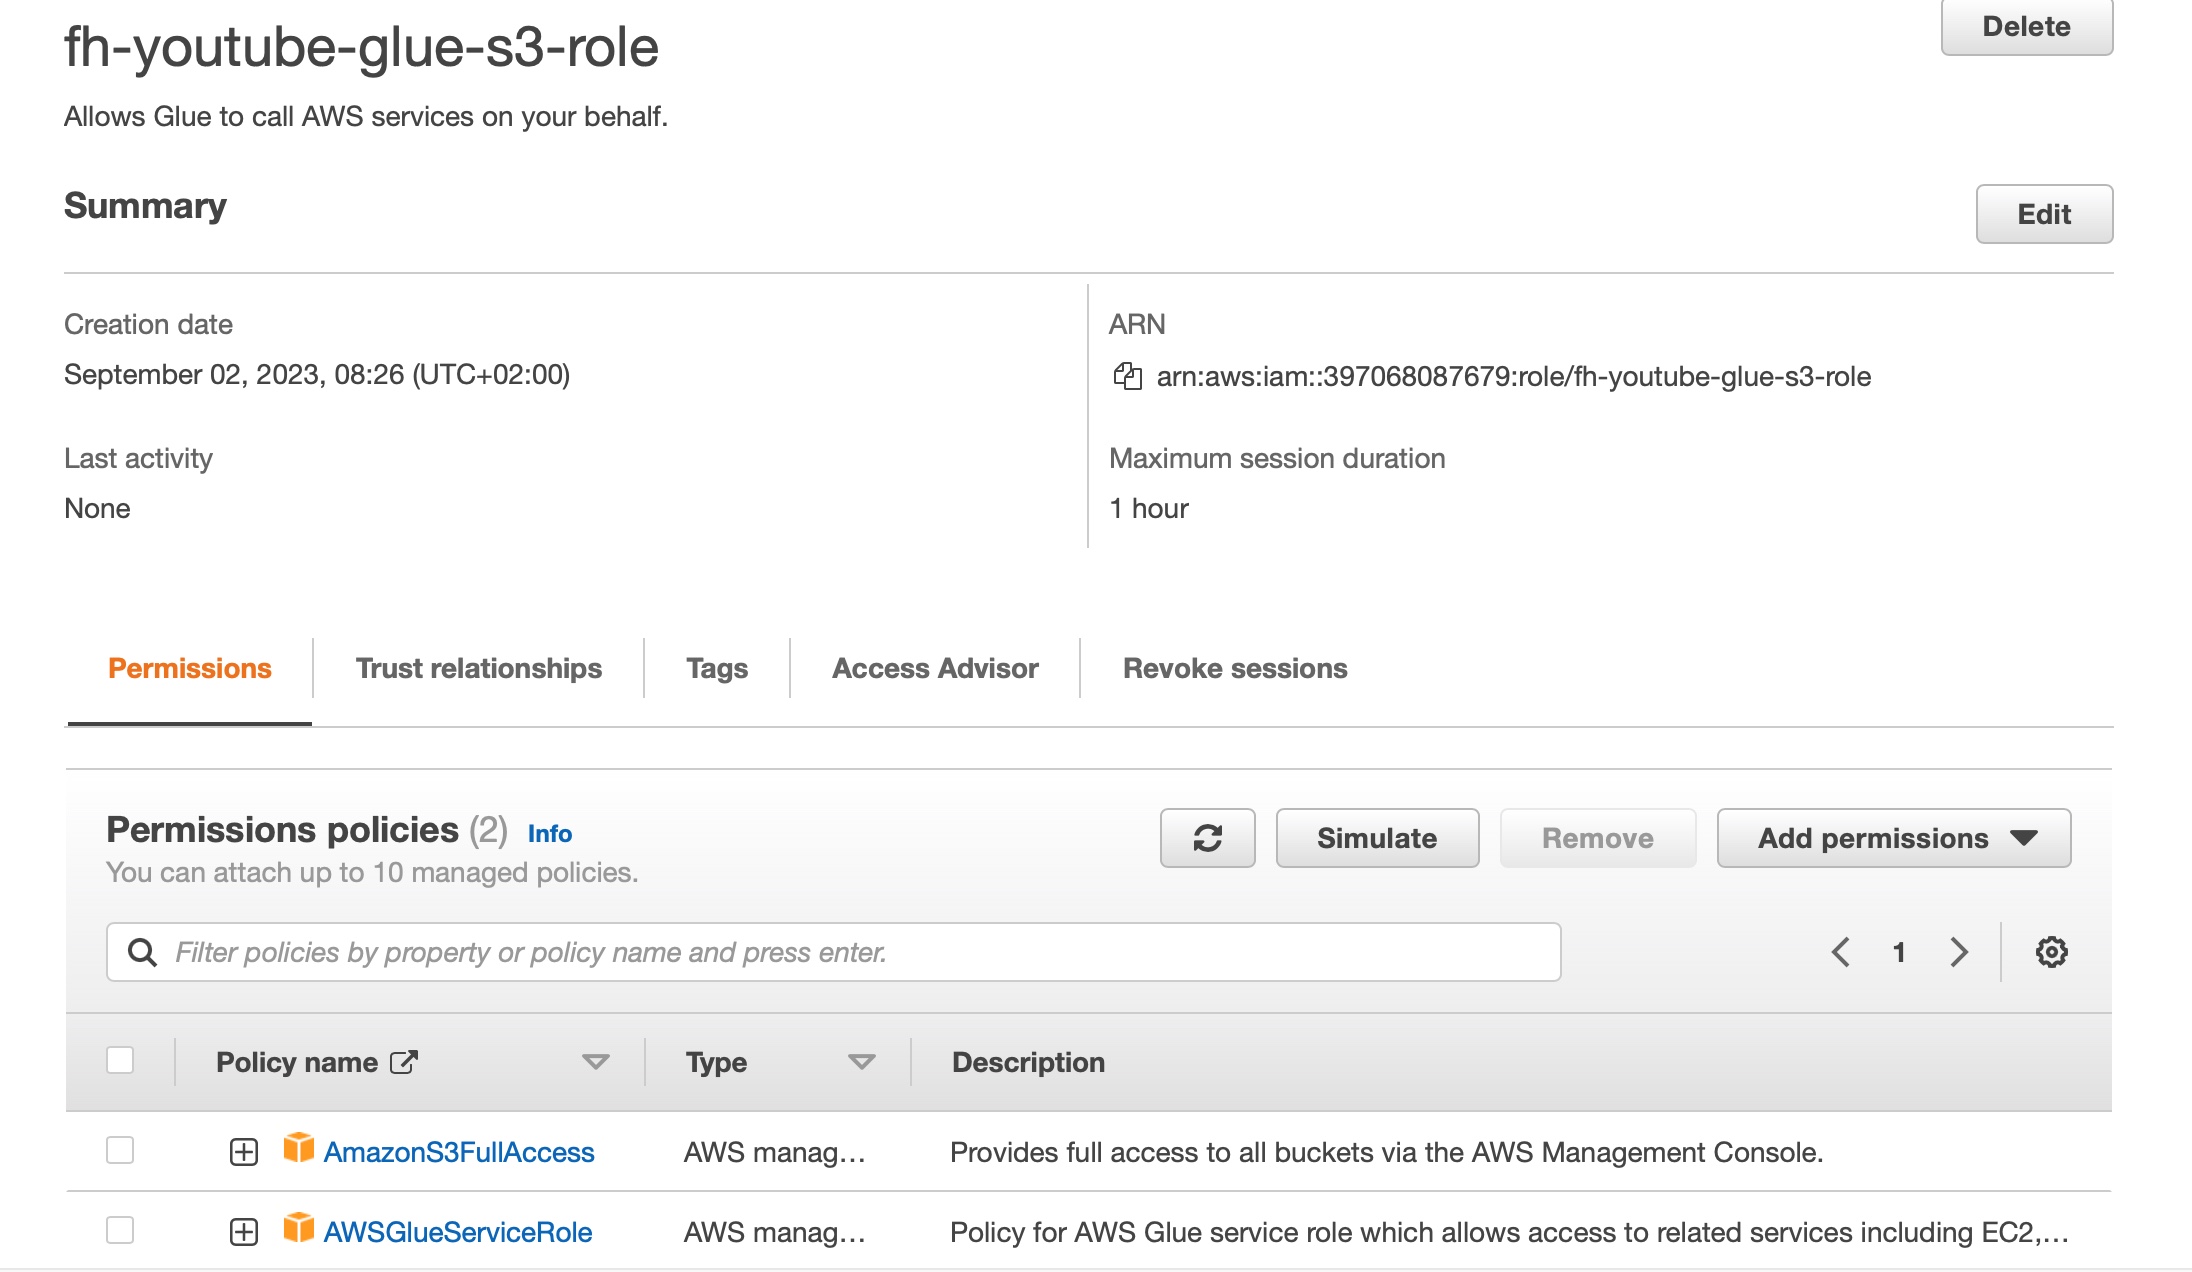 fh-youtube-glue-s3-role
Delete
Allows Glue to call AWS services on your behalf.
Summary
Edit
Creation date
September 02, 2023, 08:26 (UTC+02:00)
ARN
arn:aws:iam::397068087679:role/fh-youtube-glue-s3-role
Last activity
None
Maximum session duration
1 hour
Permissions
Trust relationships
Tags
Access Advisor
Revoke sessions
Permissions policies (2) Info
You can attach up to 10 managed policies.
Simulate
Remove
Add permissions
Filter policies by property or policy name and press enter.
1
Policy name
Type
Description
AmazonS3FullAccess
AWS manag...
Provides full access to all buckets via the AWS Management Console.
AWSGlueServiceRole
AWS manag...
Policy for AWS Glue service role which allows access to related services including EC2,...